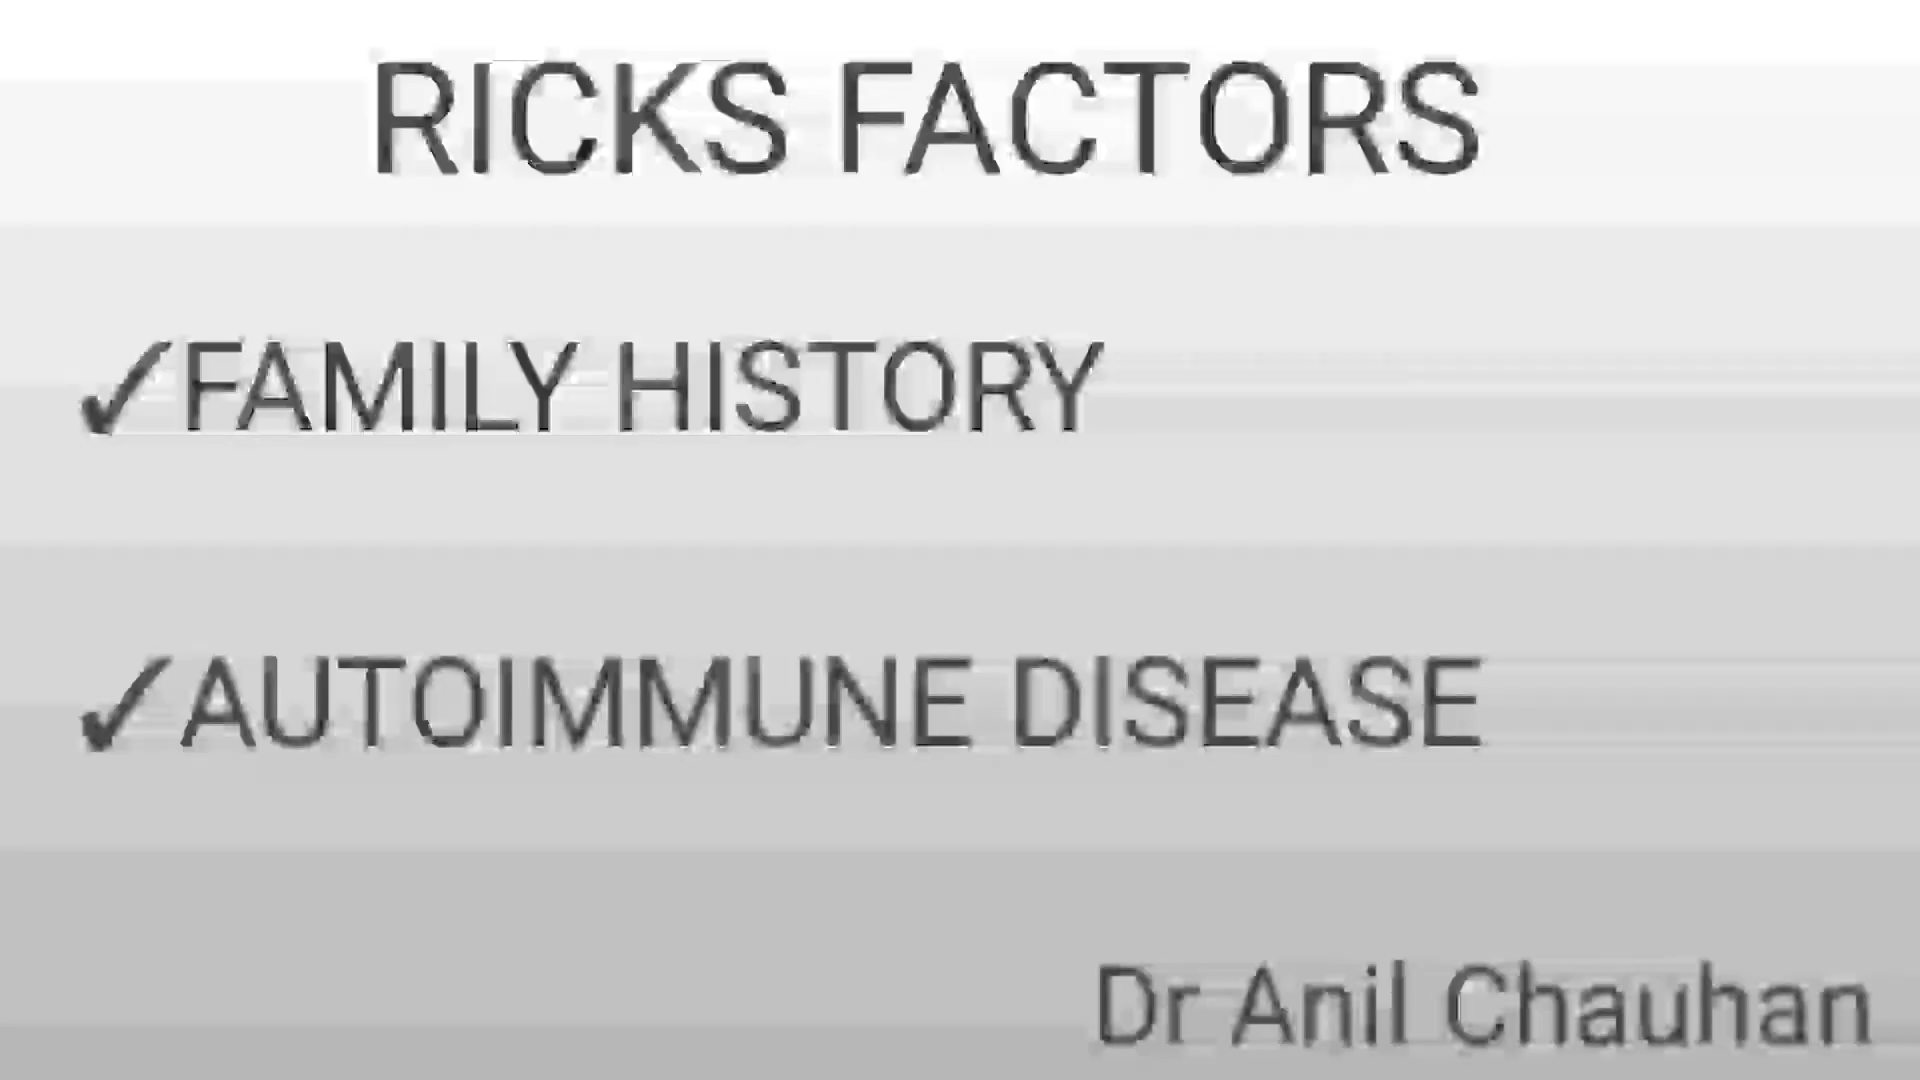 RICKS FACTORS
✓FAMILY HISTORY
✓AUTOIMMUNE DISEASE
Dr Anil Chauhan